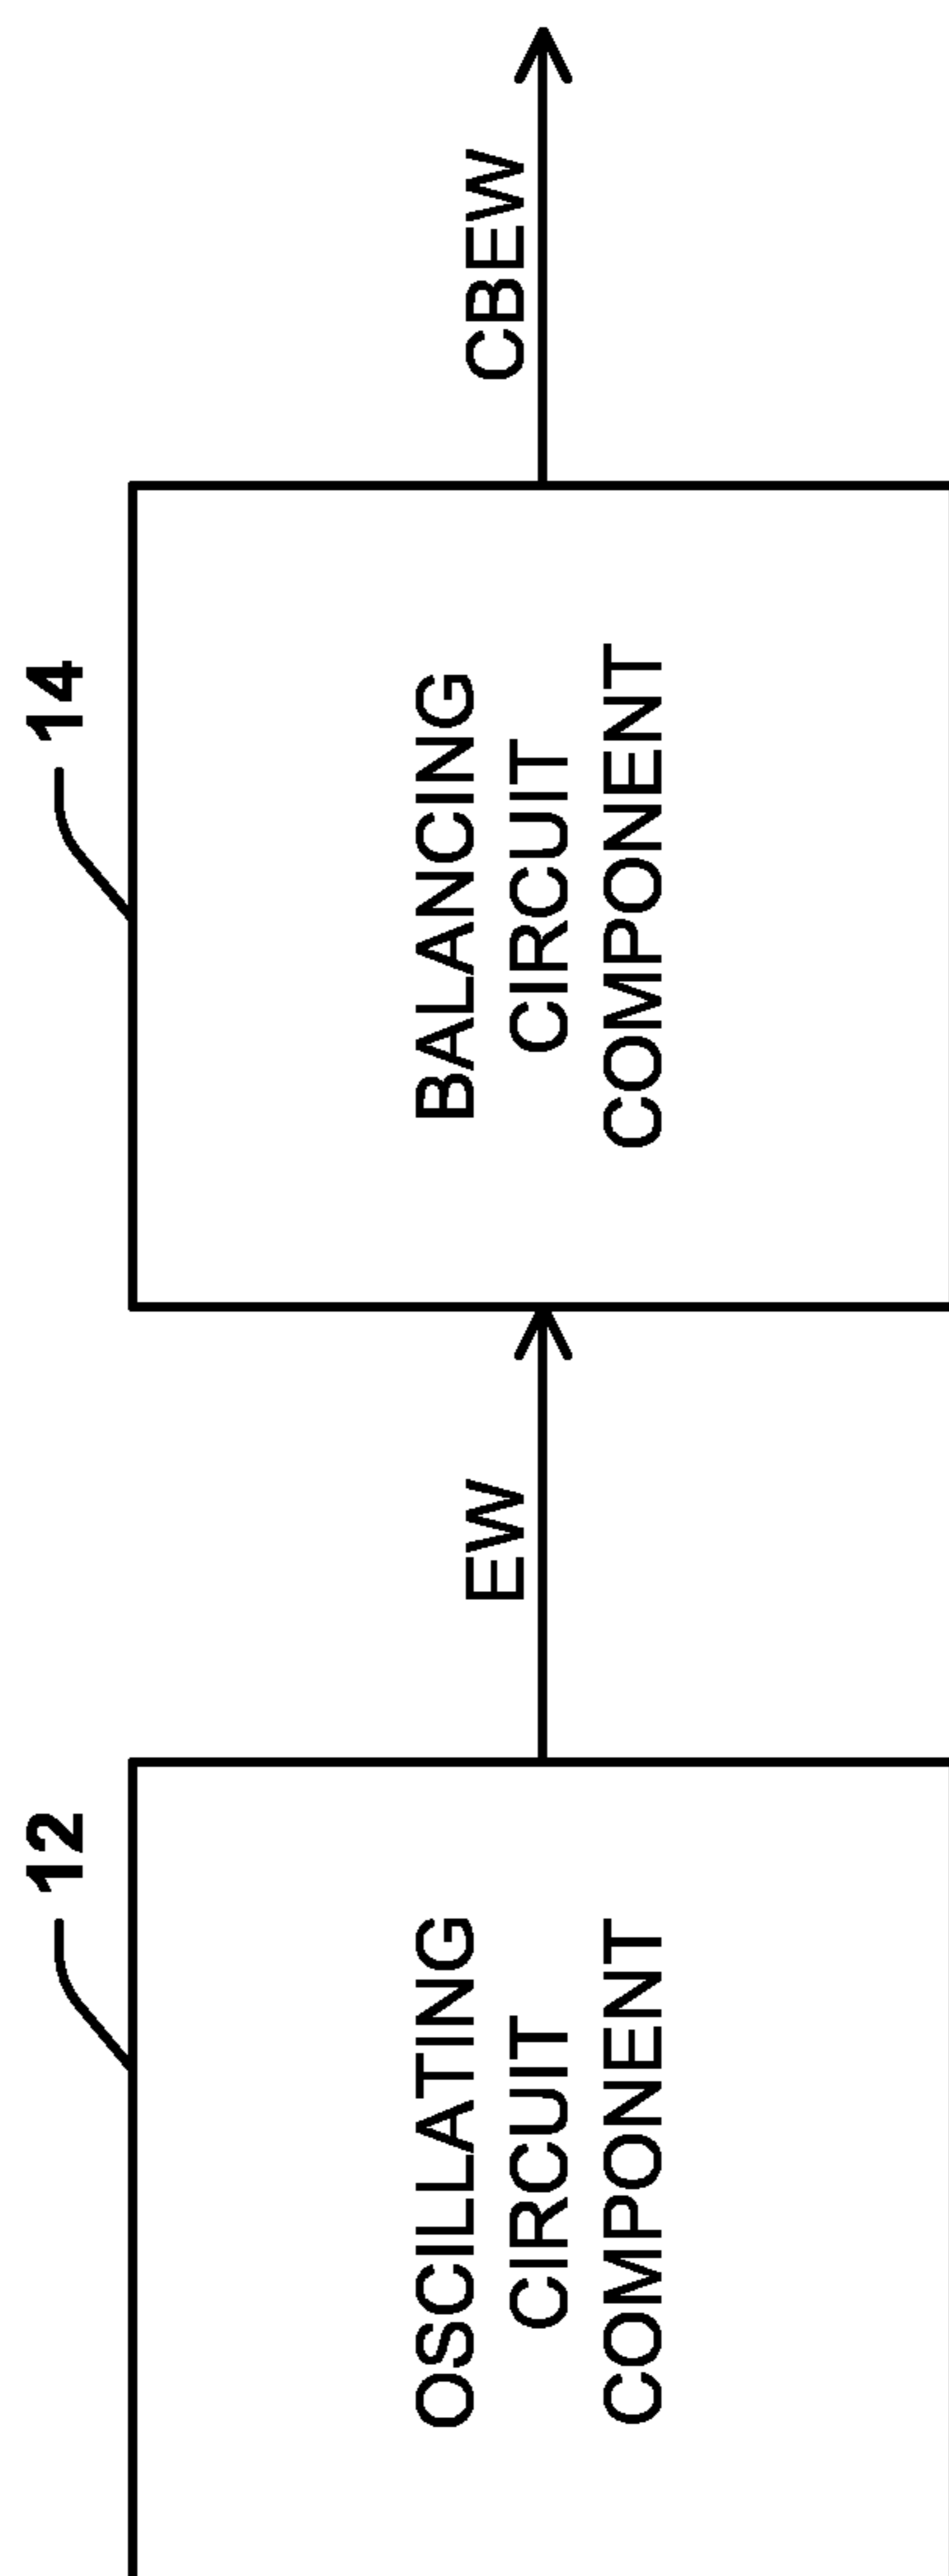 12
OSCILLATING
CIRCUIT
COMPONENT
EW
14
BALANCING
CIRCUIT
COMPONENT
CBEW